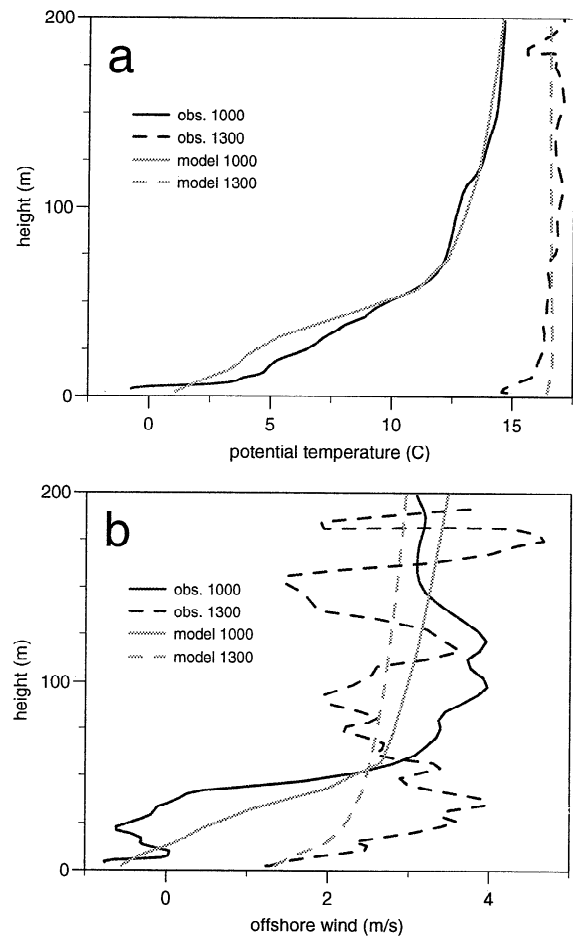 200
a
obs. 1000
obs. 1300
model 1000
model 1300
height (m)
100
0
0 5 10 15
potential temperature (C)
200
b
obs. 1000
obs. 1300
model 1000
model 1300
height (m)
100
0
0 2 4
offshore wind (m/s)